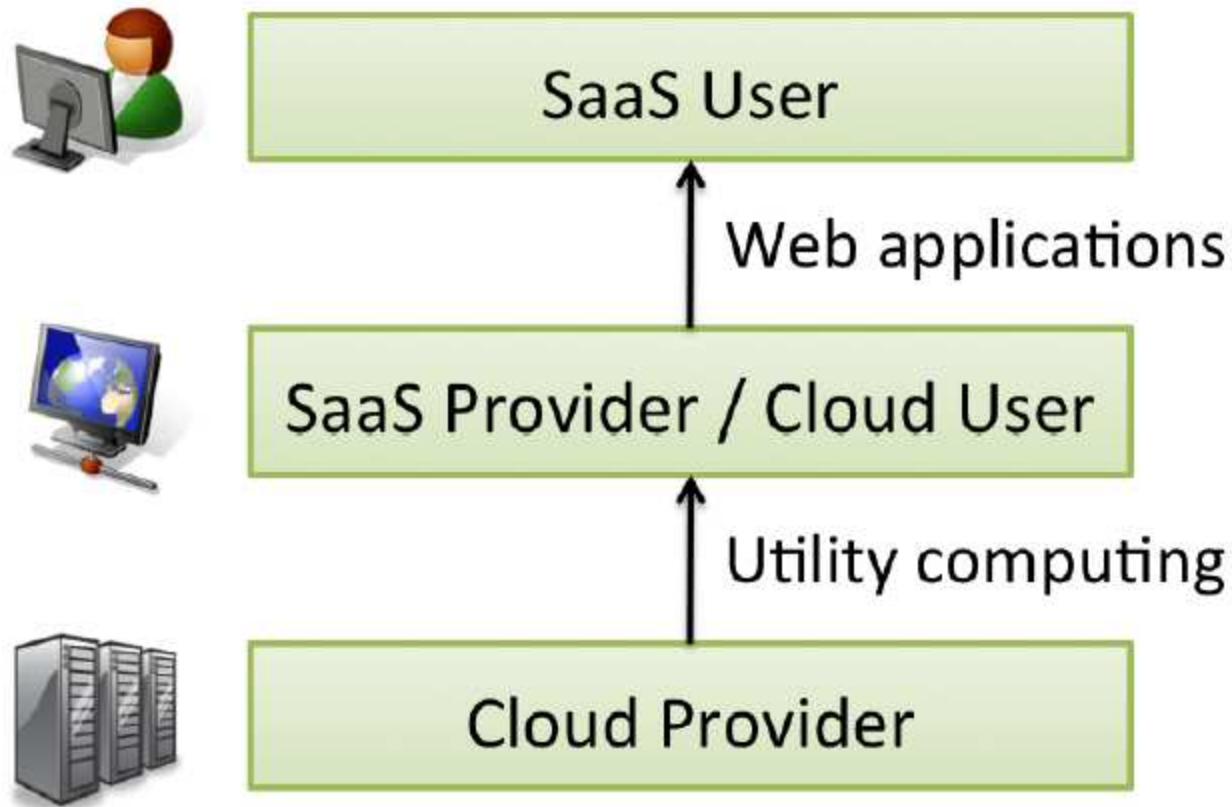 SaaS User
Web applications
SaaS Provider / Cloud User
Utility computing
Cloud Provider